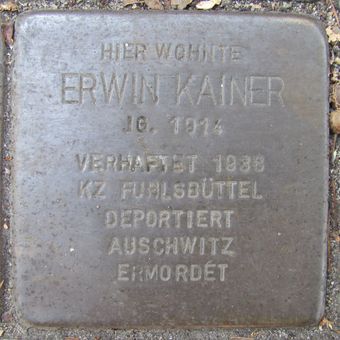 HIER WOHNTE
ERWIN KAINER
JG. 1914
VERHAFTET 1938
KZ FUHLSBÜTTEL
DEPORTIERT
AUSCHWITZ
ERMORDET